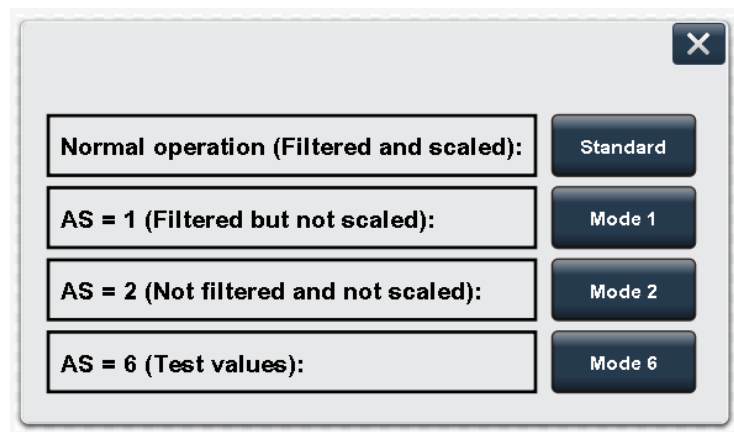 Normal operation (Filtered and scaled): Standard
AS = 1 (Filtered but not scaled): Mode 1
AS = 2 (Not filtered and not scaled): Mode 2
AS = 6 (Test values): Mode 6